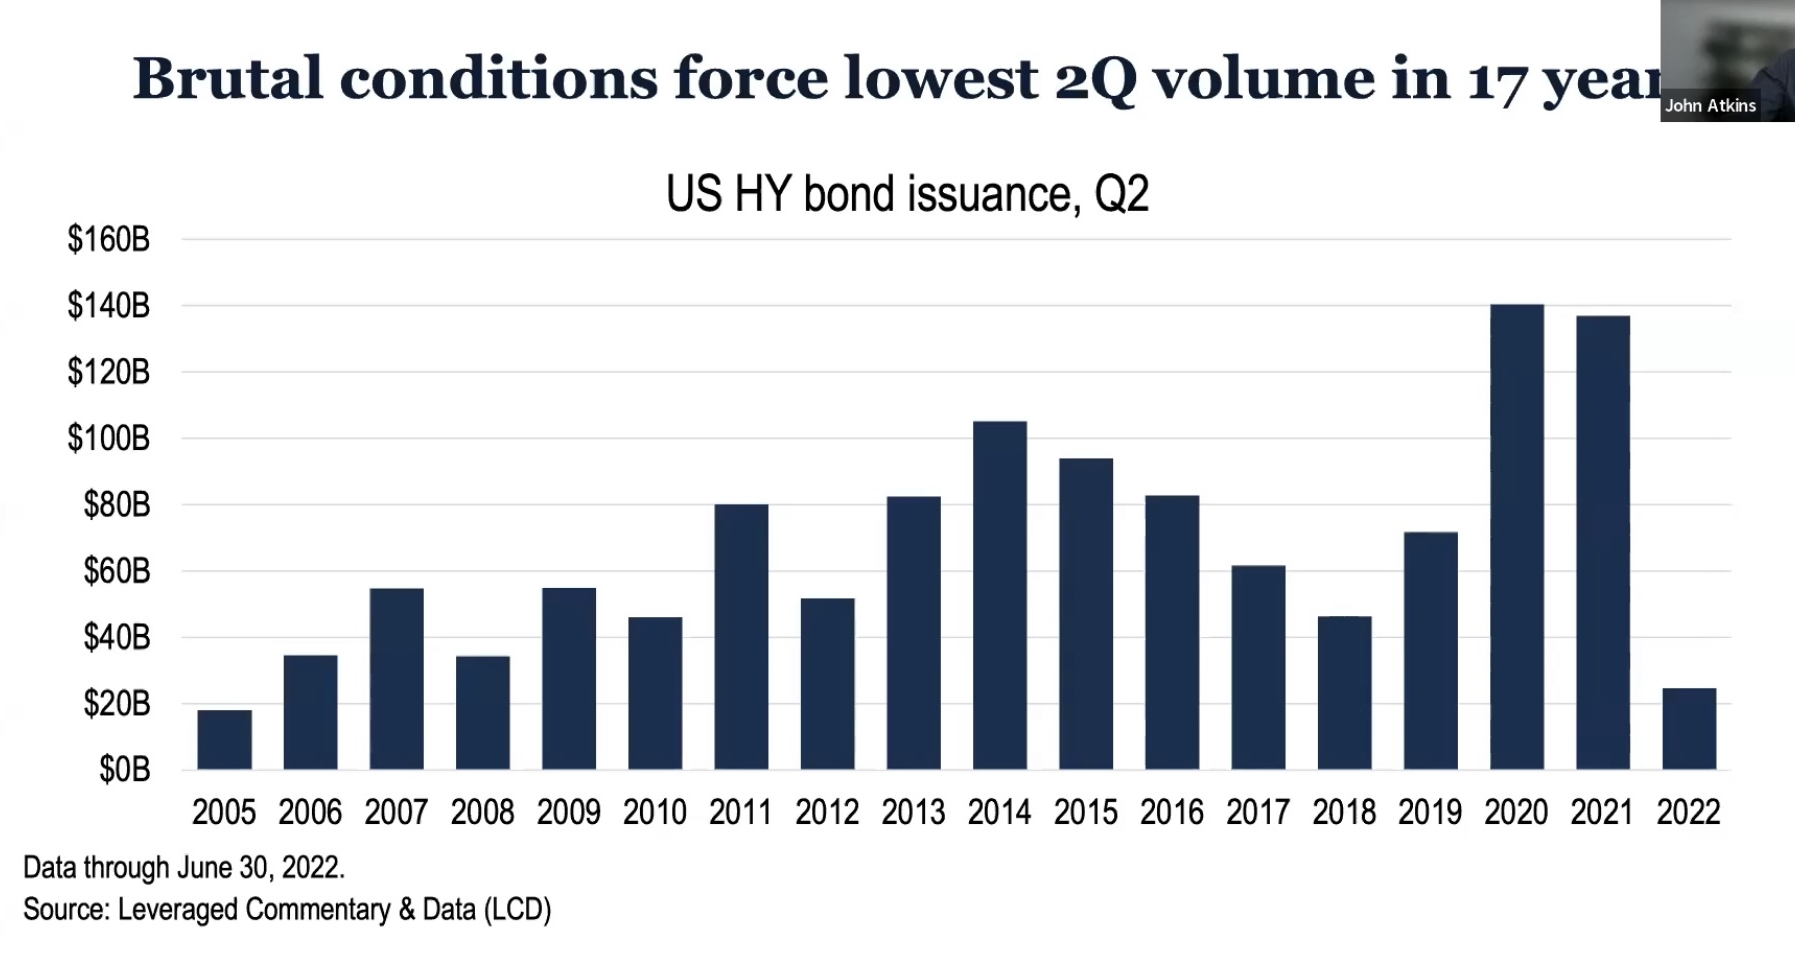 Brutal conditions force lowest 2Q volume in 17 year
John Atkins
US HY bond issuance, Q2
$160B
$140B
$120B
$100B
$80B
$60B
$40B
$20B
$0B
2005 2006 2007 2008 2009 2010 2011 2012 2013 2014 2015 2016 2017 2018 2019 2020 2021 2022
Data through June 30, 2022.
Source: Leveraged Commentary & Data (LCD)